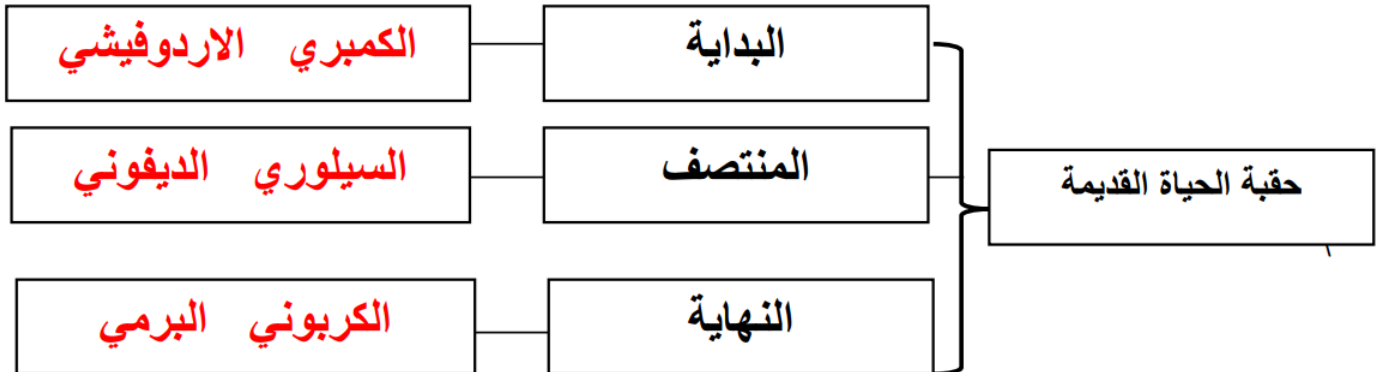 حقبة الحياة القديمة
البداية
الكمبري الاردوفيشي
المنتصف
السيلوري الديفوني
النهاية
الكربوني البرمي